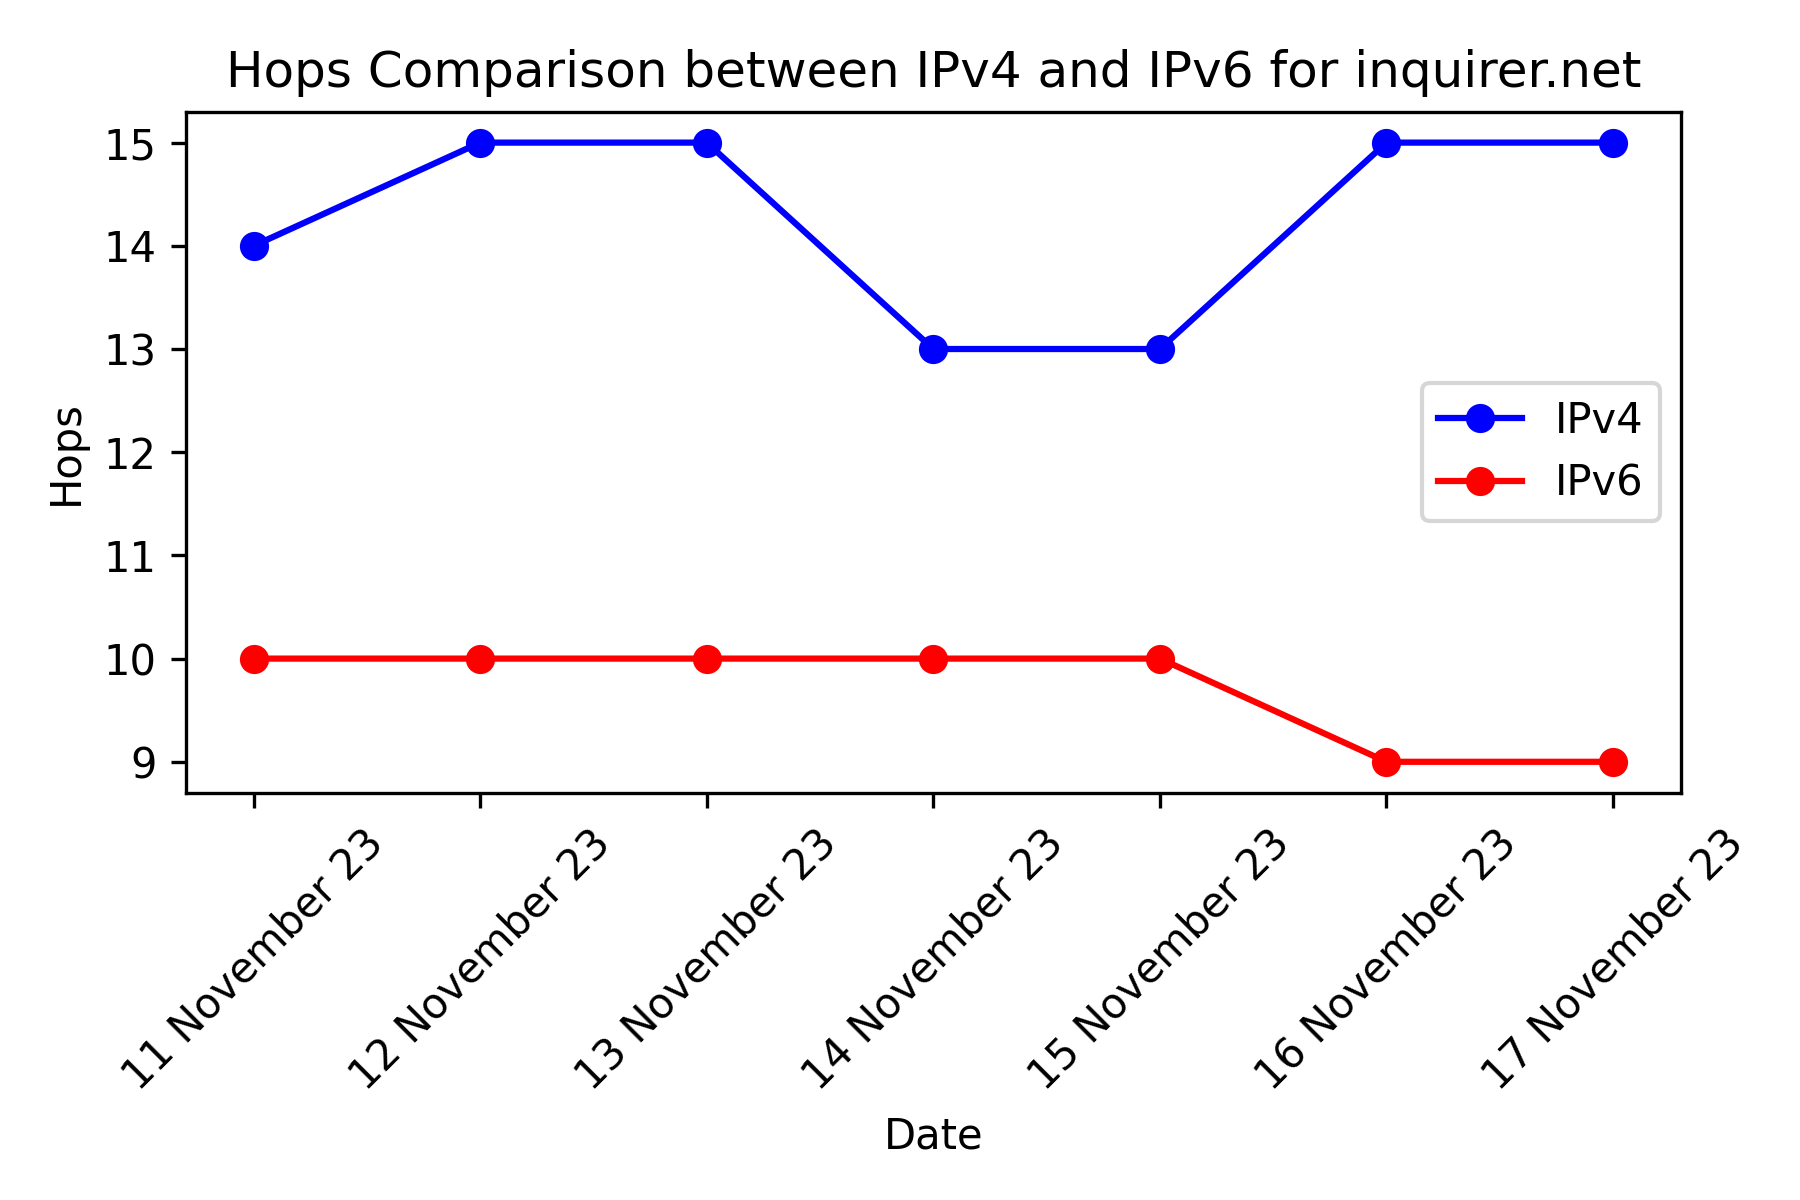 Hops Comparison between IPv4 and IPv6 for inquirer.net
15
14
13
12
11
10
9
Hops
IPv4
IPv6
11 November 23
12 November 23
13 November 23
14 November 23
15 November 23
16 November 23
17 November 23
Date